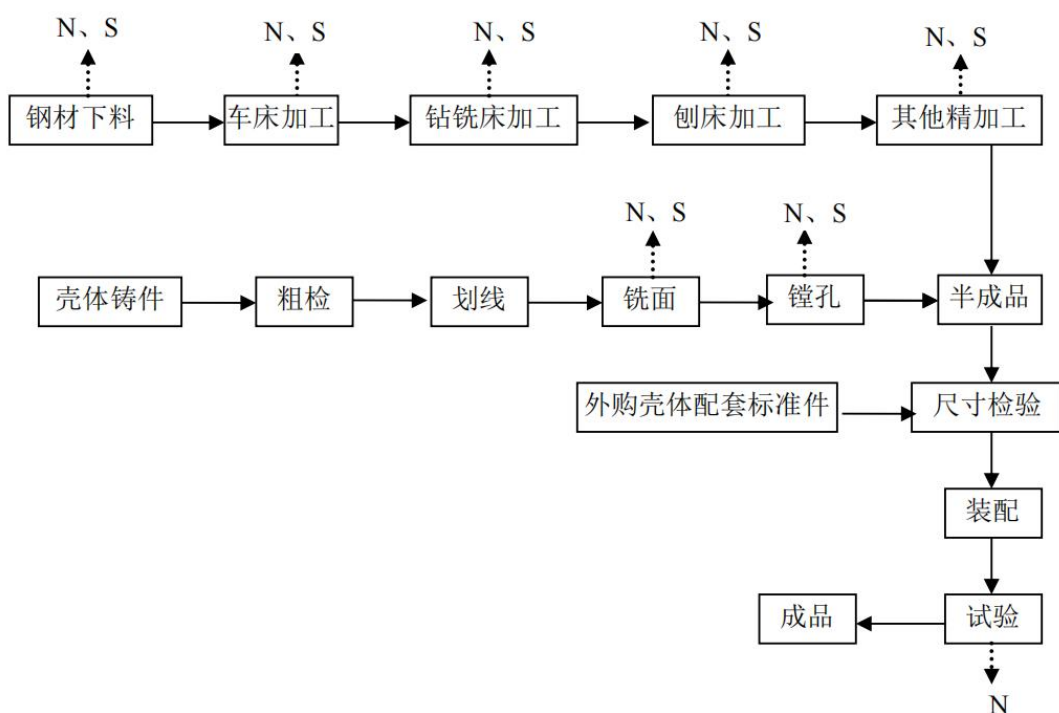 N、S N、S N、S N、S N、S
钢材下料 车床加工 钻铣床加工 刨床加工 其他精加工
N、S N、S
壳体铸件 粗检 划线 铣面 镗孔 半成品
外购壳体配套标准件 尺寸检验
装配
成品 试验
N